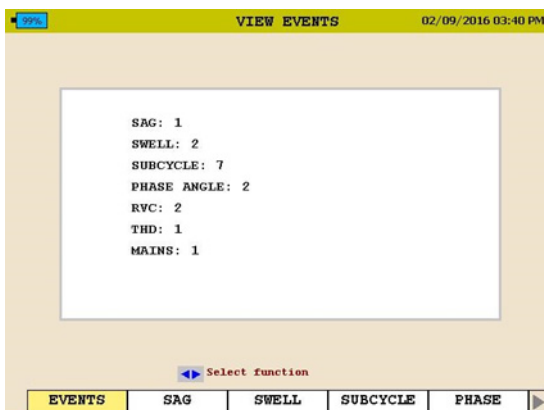 99% VIEW EVENTS 02/09/2016 03:40 PM
SAG: 1
SWELL: 2
SUBCYCLE: 7
PHASE ANGLE: 2
RVC: 2
THD: 1
MAINS: 1
Select function
EVENTS SAG SWELL SUBCYCLE PHASE